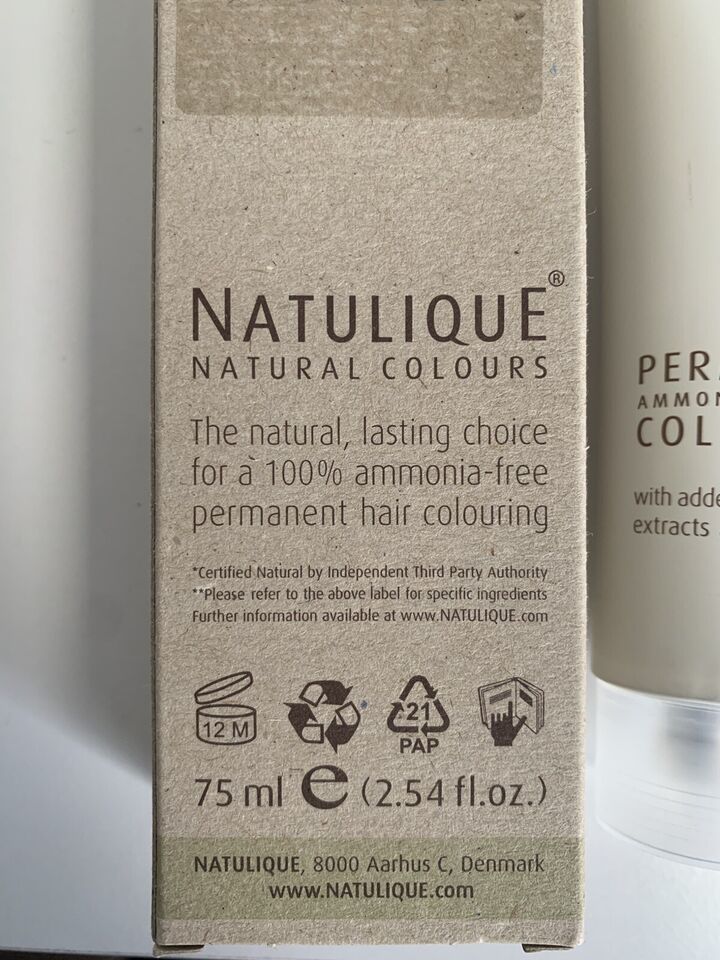 NATULIQUE®
NATURAL COLOURS
The natural, lasting choice
for a 100% ammonia-free
permanent hair colouring
*Certified Natural by Independent Third Party Authority
**Please refer to the above label for specific ingredients
Further information available at www.NATULIQUE.com
12 M
21
PAP
75 ml e (2.54 fl.oz.)
NATULIQUE, 8000 Aarhus C, Denmark
www.NATULIQUE.com
PER
AMMON
COL
with adde
extracts